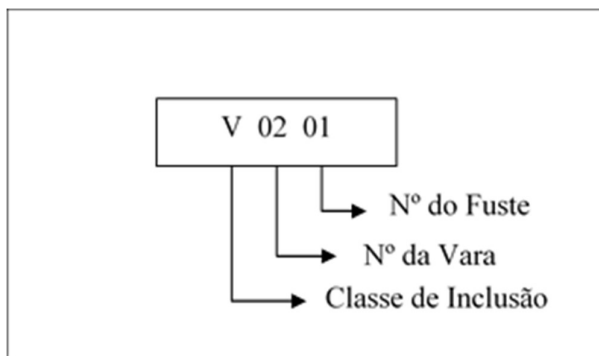 V 02 01
Nº do Fuste
Nº da Vara
Classe de Inclusão